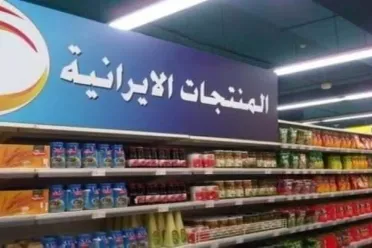 المنتجات الايرانية